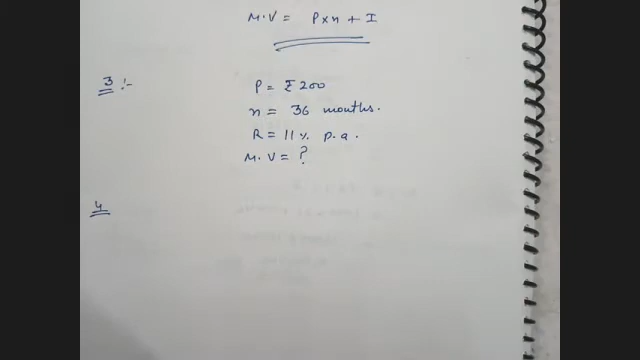 M.V = P×n + I
3 :-
P = ₹ 200
n = 36 months.
R = 11% p.a.
M.V = ?
4